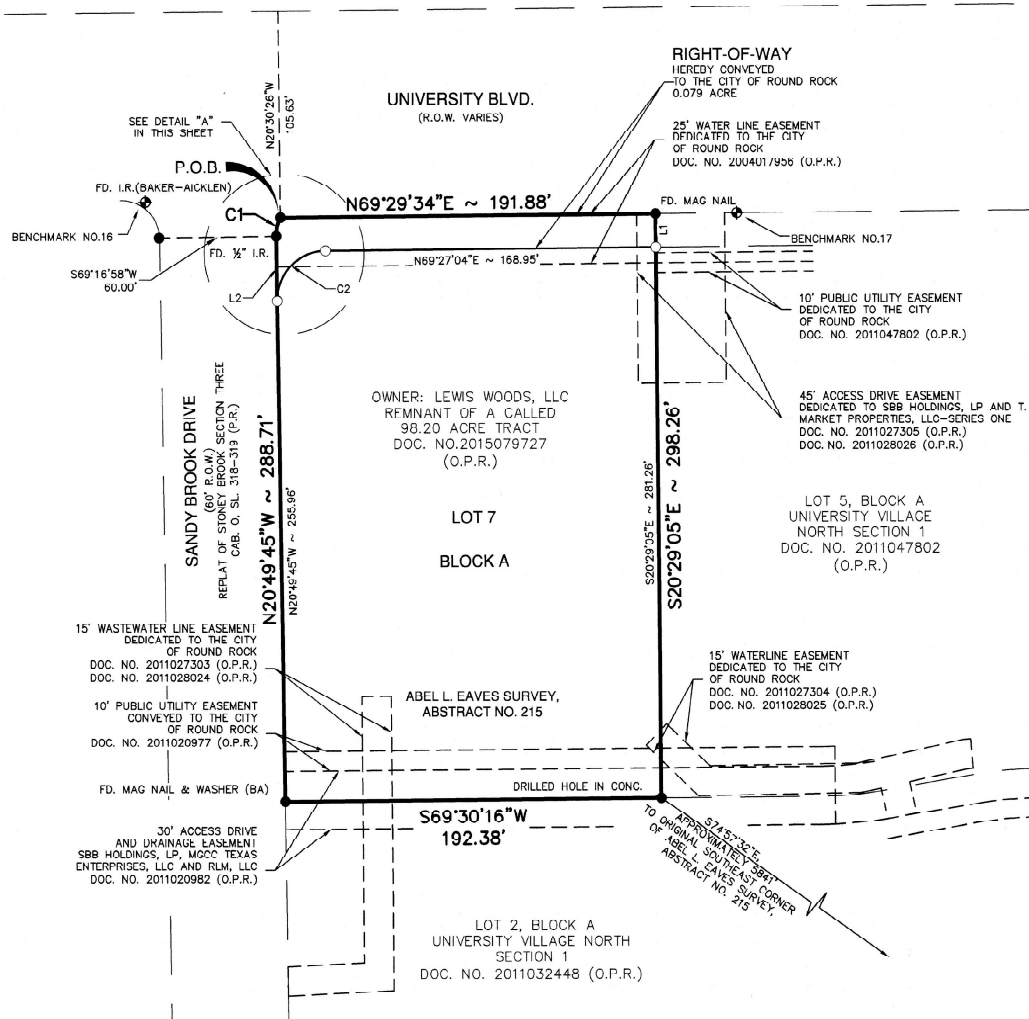 RIGHT-OF-WAY
HEREBY CONVEYED
TO THE CITY OF ROUND ROCK
0.079 ACRE
UNIVERSITY BLVD.
(R.O.W. VARIES)
N20°30'26"W
'05.63'
SEE DETAIL "A"
IN THIS SHEET
25' WATER LINE EASEMENT
DEDICATED TO THE CITY
OF ROUND ROCK
DOC. NO. 2004017956 (O.P.R.)
P.O.B.
FD. I.R.(BAKER-AICKLEN)
C1
N69°29'34"E ~ 191.88'
FD. MAG NAIL
L1
BENCHMARK NO.16
BENCHMARK NO.17
FD. ½" I.R.
N69°27'04"E ~ 168.95'
S69°16'58"W
60.00'
L2
C2
10' PUBLIC UTILITY EASEMENT
DEDICATED TO THE CITY
OF ROUND ROCK
DOC. NO. 2011047802 (O.P.R.)
SANDY BROOK DRIVE
(60' R.O.W.)
REPLAT OF STONEY BROOK SECTION THREE
CAB. O, SL. 318-319 (P.R.)
N20°49'45"W ~ 288.71'
N20°49'45"W ~ 255.96'
OWNER: LEWIS WOODS, LLC
REMNANT OF A CALLED
98.20 ACRE TRACT
DOC. NO.2015079727
(O.P.R.)
LOT 7
BLOCK A
S20°29'05"E ~ 281.26'
S20°29'05"E ~ 298.26'
45' ACCESS DRIVE EASEMENT
DEDICATED TO SBB HOLDINGS, LP AND T.
MARKET PROPERTIES, LLC-SERIES ONE
DOC. NO. 2011027305 (O.P.R.)
DOC. NO. 2011028026 (O.P.R.)
LOT 5, BLOCK A
UNIVERSITY VILLAGE
NORTH SECTION 1
DOC. NO. 2011047802
(O.P.R.)
15' WASTEWATER LINE EASEMENT
DEDICATED TO THE CITY
OF ROUND ROCK
DOC. NO. 2011027303 (O.P.R.)
DOC. NO. 2011028024 (O.P.R.)
10' PUBLIC UTILITY EASEMENT
CONVEYED TO THE CITY
OF ROUND ROCK
DOC. NO. 2011020977 (O.P.R.)
ABEL L. EAVES SURVEY,
ABSTRACT NO. 215
15' WATERLINE EASEMENT
DEDICATED TO THE CITY
OF ROUND ROCK
DOC. NO. 2011027304 (O.P.R.)
DOC. NO. 2011028025 (O.P.R.)
FD. MAG NAIL & WASHER (BA)
DRILLED HOLE IN CONC.
S69°30'16"W
192.38'
30' ACCESS DRIVE
AND DRAINAGE EASEMENT
SBB HOLDINGS, LP, MGCC TEXAS
ENTERPRISES, LLC AND RLM, LLC
DOC. NO. 2011020982 (O.P.R.)
S74°52'32"E,
APPROXIMATELY 5841'
TO ORIGINAL SOUTHEAST CORNER
OF ABEL L. EAVES SURVEY,
ABSTRACT NO. 215
LOT 2, BLOCK A
UNIVERSITY VILLAGE NORTH
SECTION 1
DOC. NO. 2011032448 (O.P.R.)